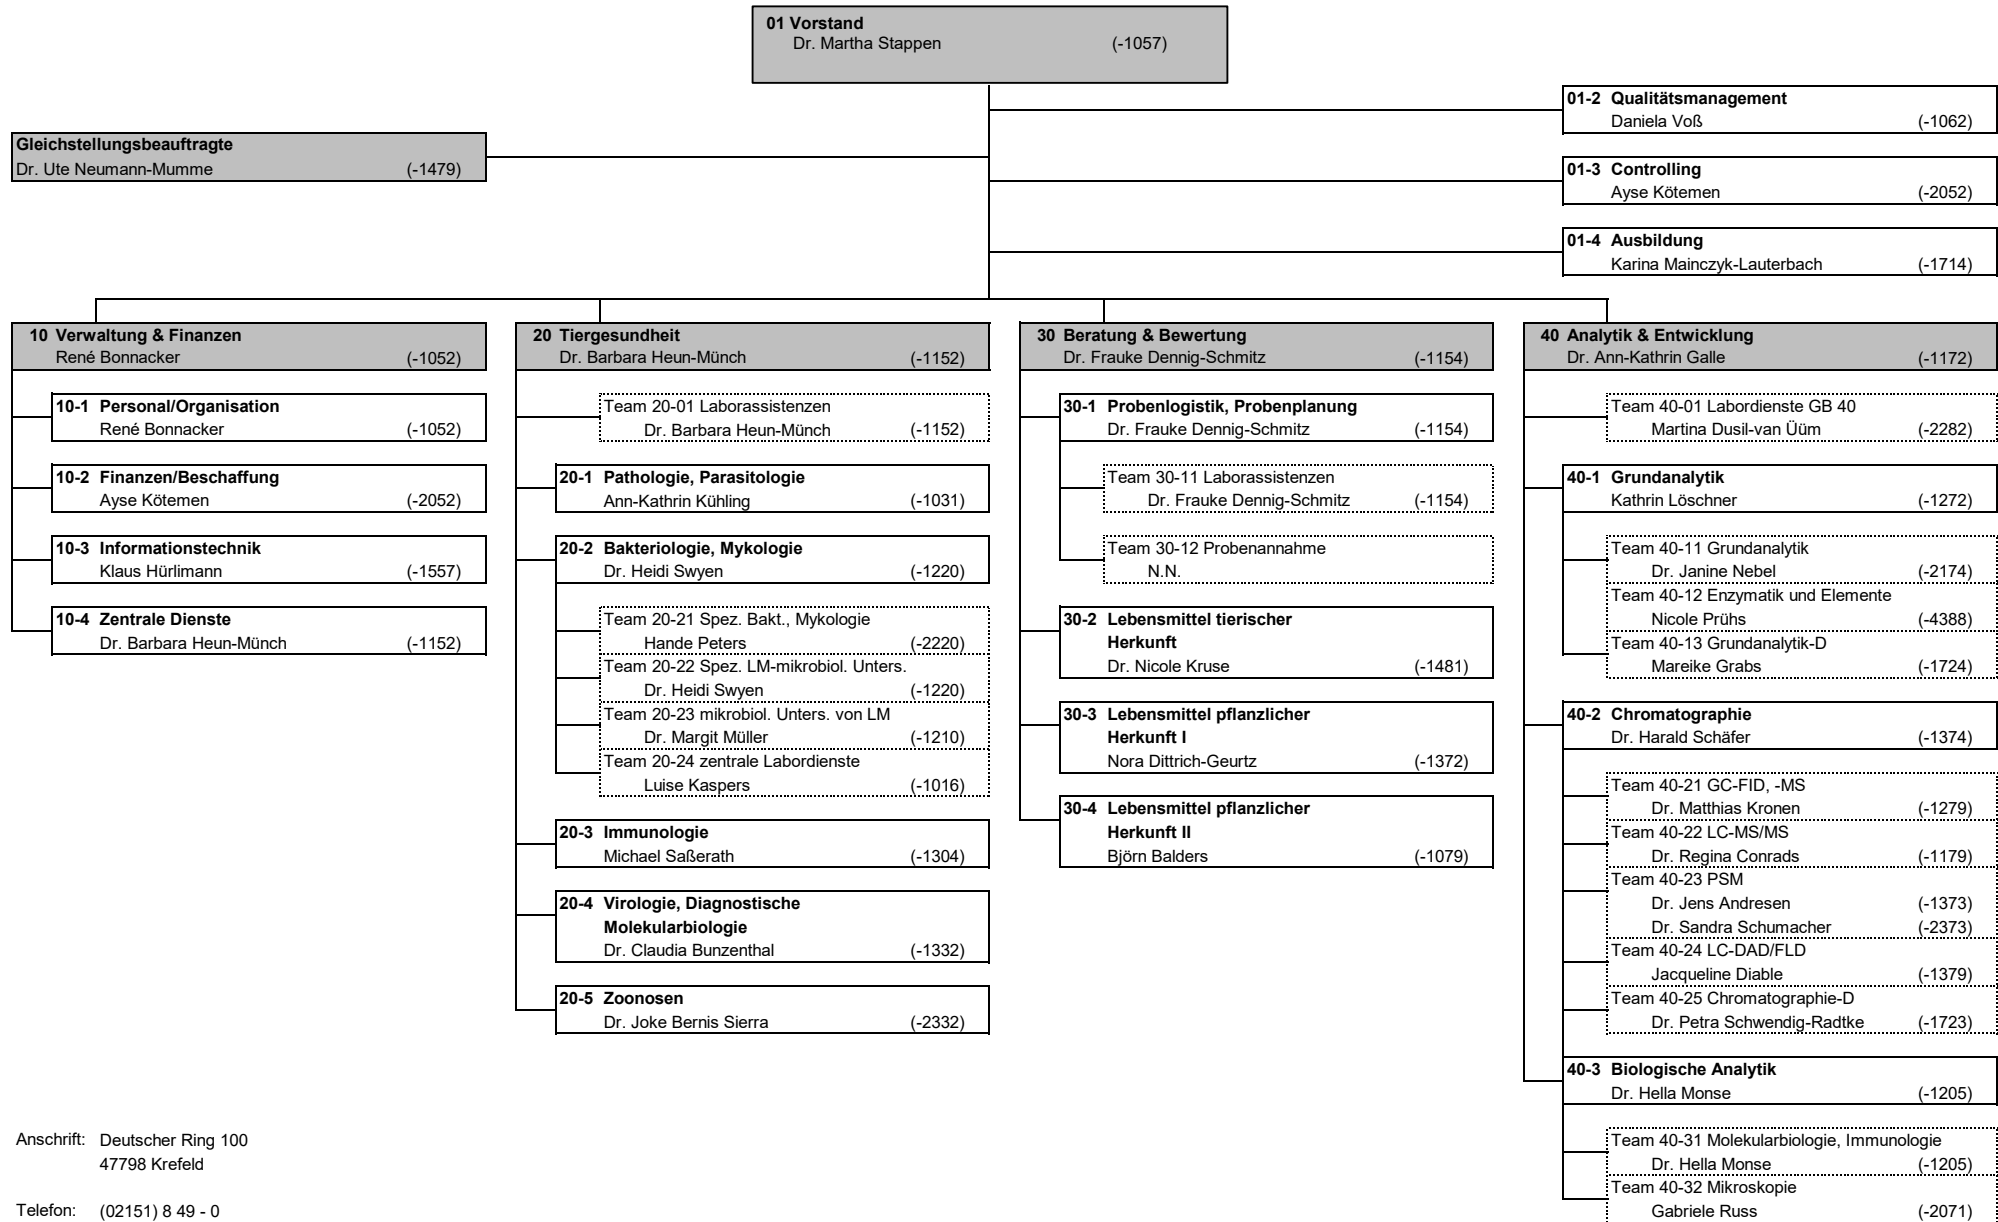 01 Vorstand
Dr. Martha Stappen (-1057)
01-2 Qualitätsmanagement
Daniela Voß (-1062)
Gleichstellungsbeauftragte
Dr. Ute Neumann-Mumme (-1479)
01-3 Controlling
Ayse Kötemen (-2052)
01-4 Ausbildung
Karina Mainczyk-Lauterbach (-1714)
10 Verwaltung & Finanzen
René Bonnacker (-1052)
10-1 Personal/Organisation
René Bonnacker (-1052)
10-2 Finanzen/Beschaffung
Ayse Kötemen (-2052)
10-3 Informationstechnik
Klaus Hürlimann (-1557)
10-4 Zentrale Dienste
Dr. Barbara Heun-Münch (-1152)
20 Tiergesundheit
Dr. Barbara Heun-Münch (-1152)
Team 20-01 Laborassistenzen
Dr. Barbara Heun-Münch (-1152)
20-1 Pathologie, Parasitologie
Ann-Kathrin Kühling (-1031)
20-2 Bakteriologie, Mykologie
Dr. Heidi Swyen (-1220)
Team 20-21 Spez. Bakt., Mykologie
Hande Peters (-2220)
Team 20-22 Spez. LM-mikrobiol. Unters.
Dr. Heidi Swyen (-1220)
Team 20-23 mikrobiol. Unters. von LM
Dr. Margit Müller (-1210)
Team 20-24 zentrale Labordienste
Luise Kaspers (-1016)
20-3 Immunologie
Michael Saßerath (-1304)
20-4 Virologie, Diagnostische
Molekularbiologie
Dr. Claudia Bunzenthal (-1332)
20-5 Zoonosen
Dr. Joke Bernis Sierra (-2332)
30 Beratung & Bewertung
Dr. Frauke Dennig-Schmitz (-1154)
30-1 Probenlogistik, Probenplanung
Dr. Frauke Dennig-Schmitz (-1154)
Team 30-11 Laborassistenzen
Dr. Frauke Dennig-Schmitz (-1154)
Team 30-12 Probenannahme
N.N.
30-2 Lebensmittel tierischer
Herkunft
Dr. Nicole Kruse (-1481)
30-3 Lebensmittel pflanzlicher
Herkunft I
Nora Dittrich-Geurtz (-1372)
30-4 Lebensmittel pflanzlicher
Herkunft II
Björn Balders (-1079)
40 Analytik & Entwicklung
Dr. Ann-Kathrin Galle (-1172)
Team 40-01 Labordienste GB 40
Martina Dusil-van Üüm (-2282)
40-1 Grundanalytik
Kathrin Löschner (-1272)
Team 40-11 Grundanalytik
Dr. Janine Nebel (-2174)
Team 40-12 Enzymatik und Elemente
Nicole Prühs (-4388)
Team 40-13 Grundanalytik-D
Mareike Grabs (-1724)
40-2 Chromatographie
Dr. Harald Schäfer (-1374)
Team 40-21 GC-FID, -MS
Dr. Matthias Kronen (-1279)
Team 40-22 LC-MS/MS
Dr. Regina Conrads (-1179)
Team 40-23 PSM
Dr. Jens Andresen (-1373)
Dr. Sandra Schumacher (-2373)
Team 40-24 LC-DAD/FLD
Jacqueline Diable (-1379)
Team 40-25 Chromatographie-D
Dr. Petra Schwendig-Radtke (-1723)
40-3 Biologische Analytik
Dr. Hella Monse (-1205)
Team 40-31 Molekularbiologie, Immunologie
Dr. Hella Monse (-1205)
Team 40-32 Mikroskopie
Gabriele Russ (-2071)
Anschrift: Deutscher Ring 100
47798 Krefeld
Telefon: (02151) 8 49 - 0